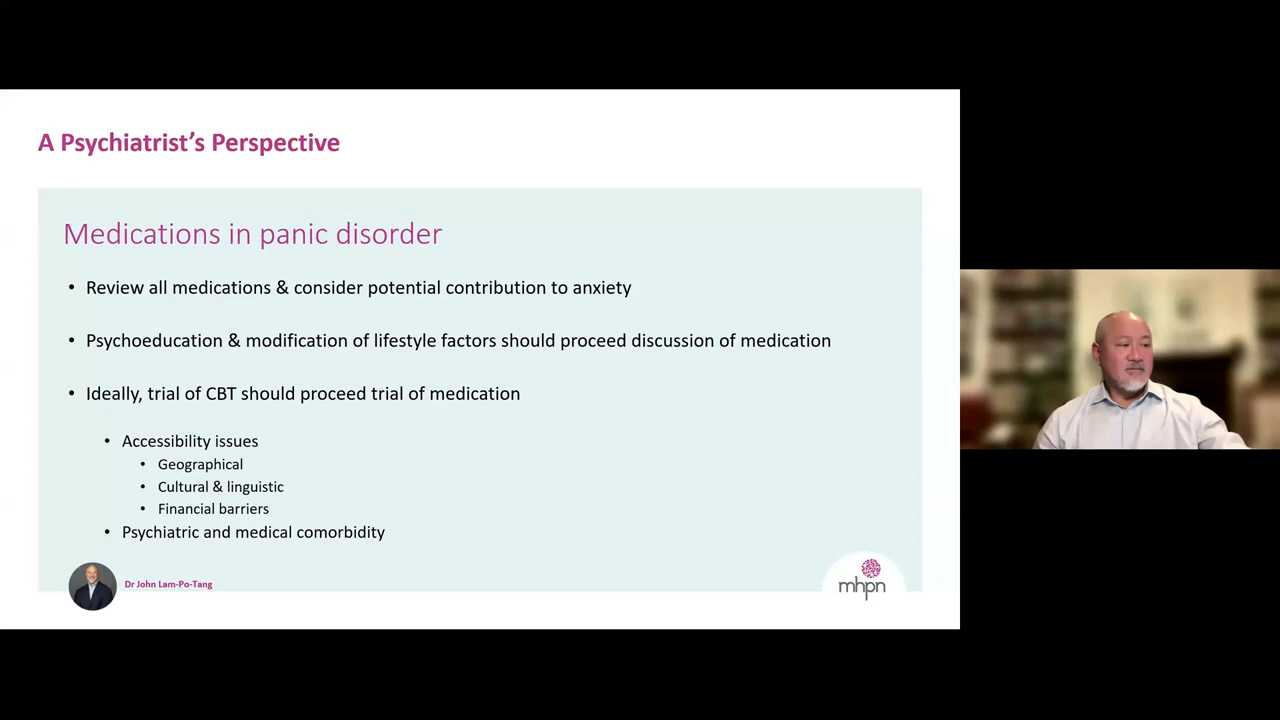 A Psychiatrist’s Perspective
Medications in panic disorder
• Review all medications & consider potential contribution to anxiety
• Psychoeducation & modification of lifestyle factors should proceed discussion of medication
• Ideally, trial of CBT should proceed trial of medication
• Accessibility issues
• Geographical
• Cultural & linguistic
• Financial barriers
• Psychiatric and medical comorbidity
Dr John Lam-Po-Tang
mhpn